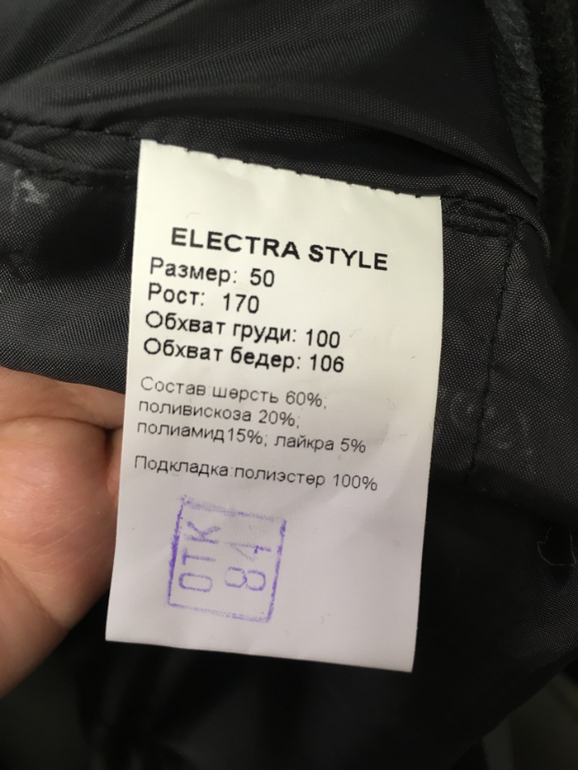 ELECTRA STYLE
Размер: 50
Рост: 170
Обхват груди: 100
Обхват бедер: 106
Состав шерсть 60%;
поливискоза 20%;
полиамид15%; лайкра 5%
Подкладка:полиэстер 100%
ОТК
84